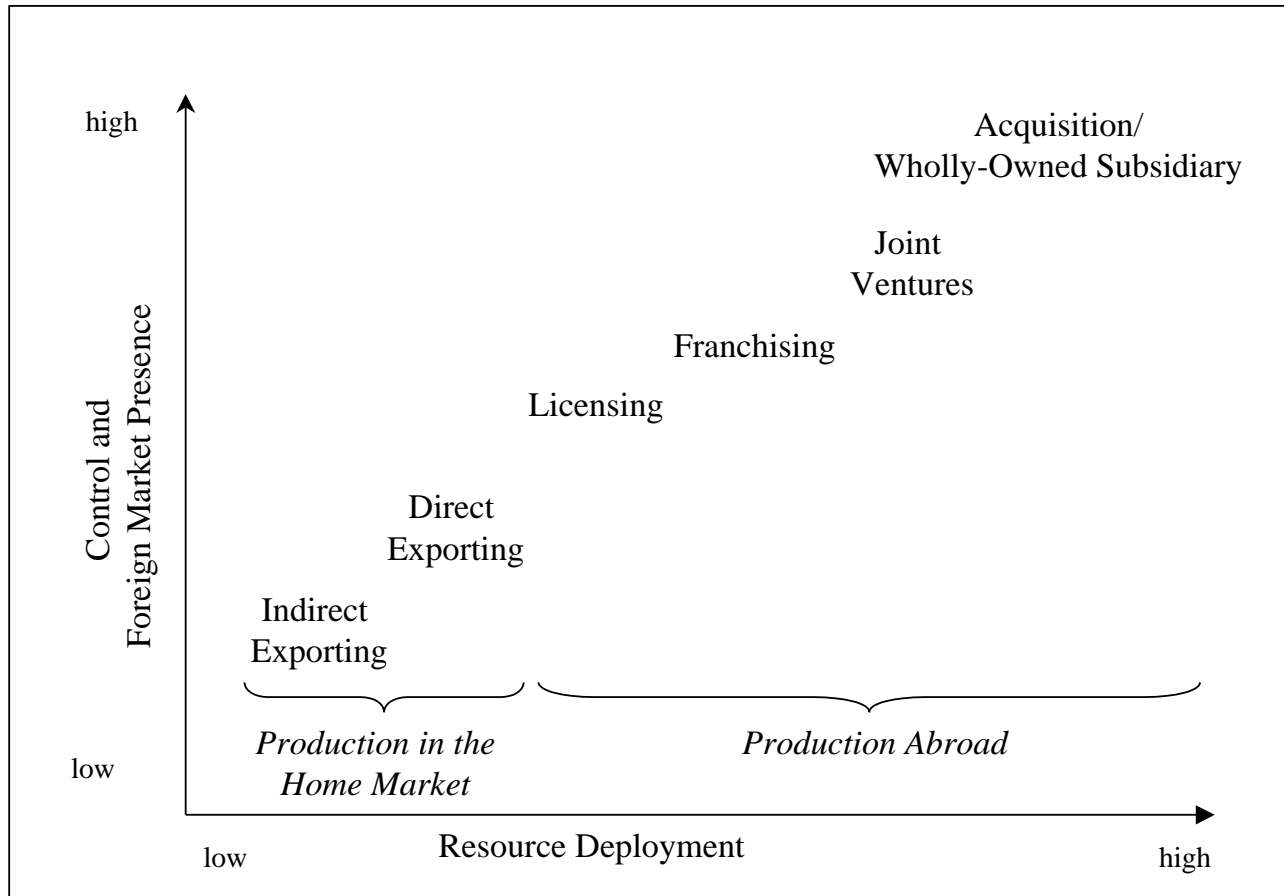 high
Acquisition/
Wholly-Owned Subsidiary
Joint
Ventures
Franchising
Licensing
Control and
Foreign Market Presence
Direct
Exporting
Indirect
Exporting
Production in the
Home Market
Production Abroad
low
low
Resource Deployment
high